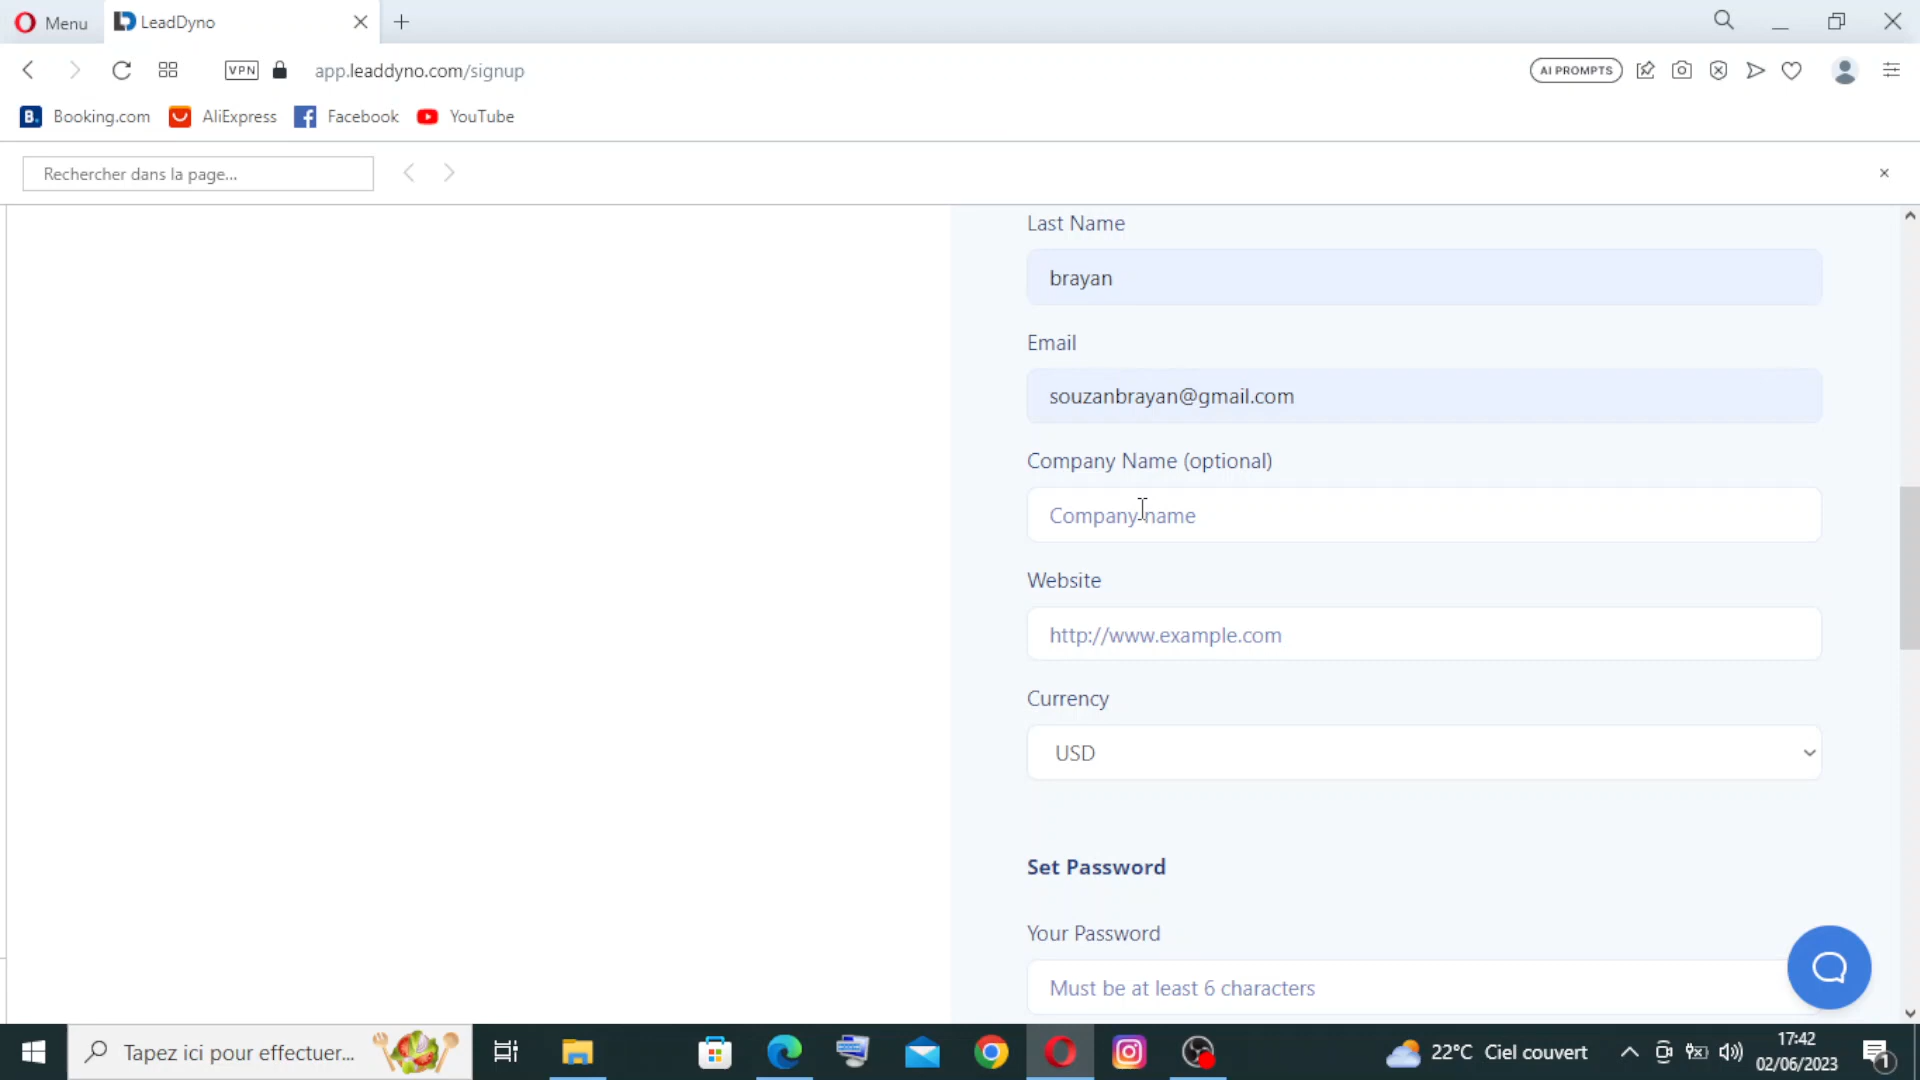 Menu
LeadDyno
VPN
app.leaddyno.com/signup
AI PROMPTS
B. Booking.com
AliExpress
Facebook
YouTube
Rechercher dans la page...
Last Name
brayan
Email
souzanbrayan@gmail.com
Company Name (optional)
Company name
Website
http://www.example.com
Currency
USD
Set Password
Your Password
Must be at least 6 characters
Tapez ici pour effectuer...
22°C Ciel couvert
17:42
02/06/2023
1